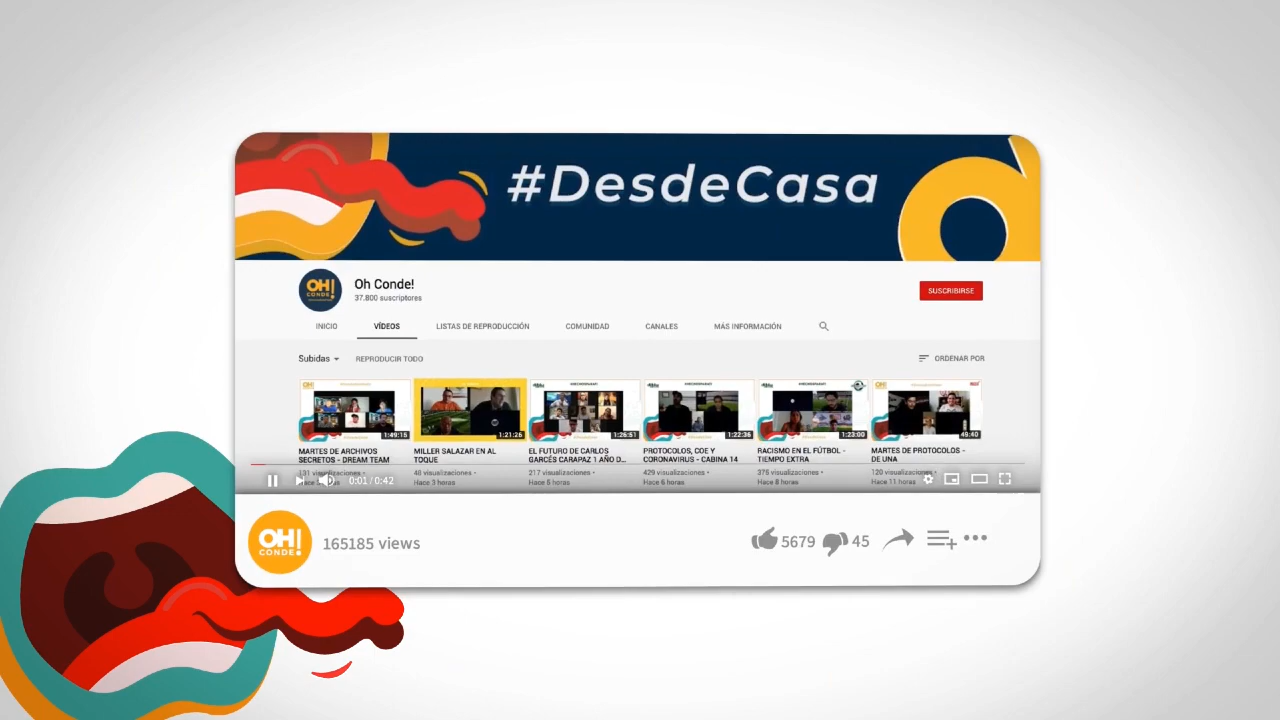 #DesdeCasa
OH!
CONDE
Oh Conde!
37.800 suscriptores
SUSCRIBIRSE
INICIO VÍDEOS LISTAS DE REPRODUCCIÓN COMUNIDAD CANALES MÁS INFORMACIÓN
Subidas REPRODUCIR TODO ORDENAR POR
1:49:15 1:21:26 1:26:51 1:22:36 1:23:00 49:40
MARTES DE ARCHIVOS
SECRETOS - DREAM TEAM
131 visualizaciones •
MILLER SALAZAR EN AL
TOQUE
48 visualizaciones •
Hace 3 horas
EL FUTURO DE CARLOS
GARCÉS CARAPAZ 1 AÑO D...
217 visualizaciones •
Hace 5 horas
PROTOCOLOS, COE Y
CORONAVIRUS - CABINA 14
429 visualizaciones •
Hace 6 horas
RACISMO EN EL FÚTBOL -
TIEMPO EXTRA
376 visualizaciones •
Hace 8 horas
MARTES DE PROTOCOLOS -
DE UNA
120 visualizaciones •
Hace 11 horas
0:01 / 0:42
OH!
CONDE
165185 views
5679 45